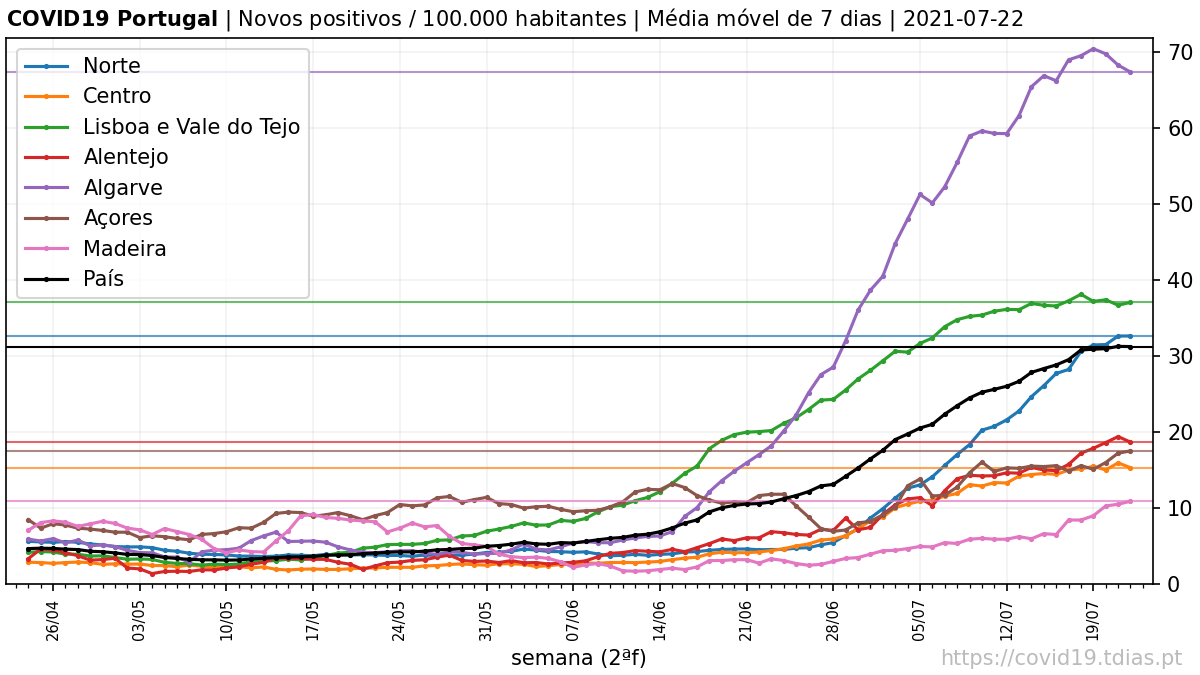 COVID19 Portugal | Novos positivos / 100.000 habitantes | Média móvel de 7 dias | 2021-07-22
Norte
Centro
Lisboa e Vale do Tejo
Alentejo
Algarve
Açores
Madeira
País
70
60
50
40
30
20
10
0
26/04
03/05
10/05
17/05
24/05
31/05
07/06
14/06
21/06
28/06
05/07
12/07
19/07
semana (2ªf)
https://covid19.tdias.pt